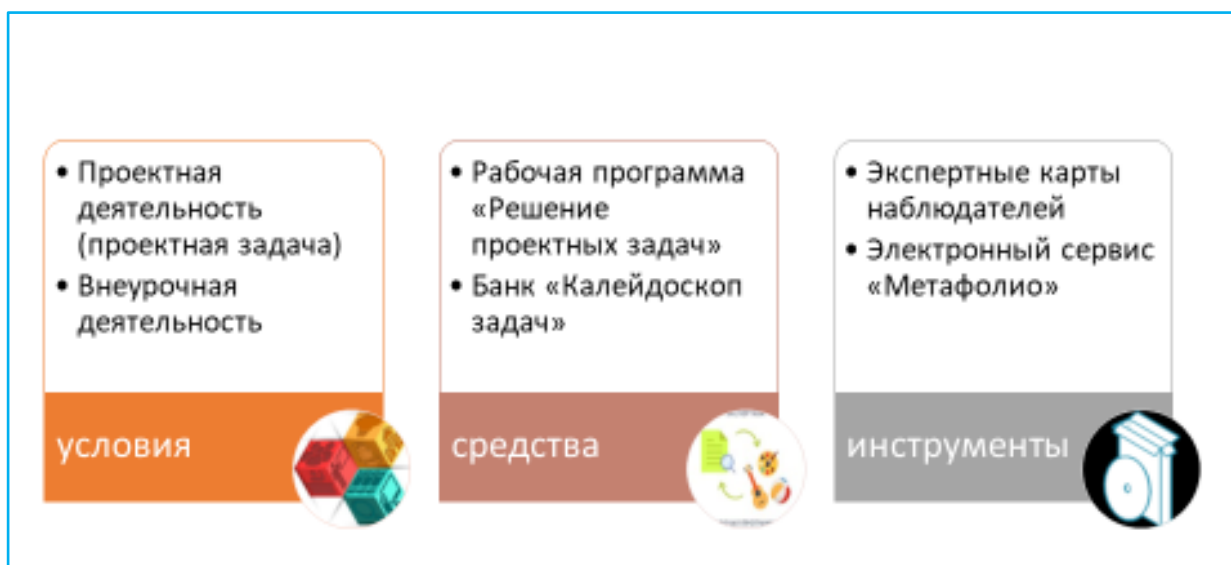 • Проектная
деятельность
(проектная задача)
• Внеурочная
деятельность
условия
• Рабочая программа
«Решение
проектных задач»
• Банк «Калейдоскоп
задач»
средства
• Экспертные карты
наблюдателей
• Электронный сервис
«Метафолио»
инструменты